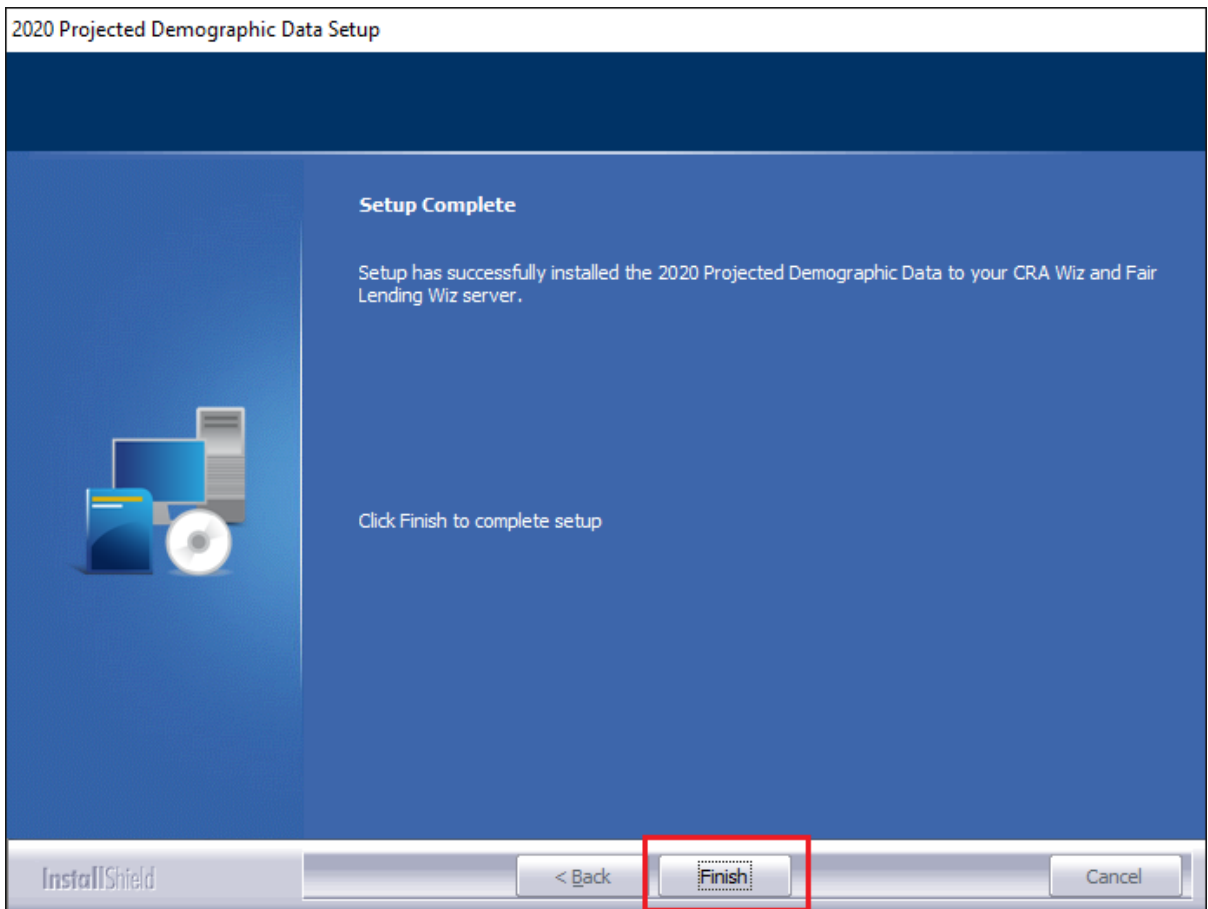 2020 Projected Demographic Data Setup
Setup Complete
Setup has successfully installed the 2020 Projected Demographic Data to your CRA Wiz and Fair
Lending Wiz server.
Click Finish to complete setup
InstallShield
< Back
Finish
Cancel